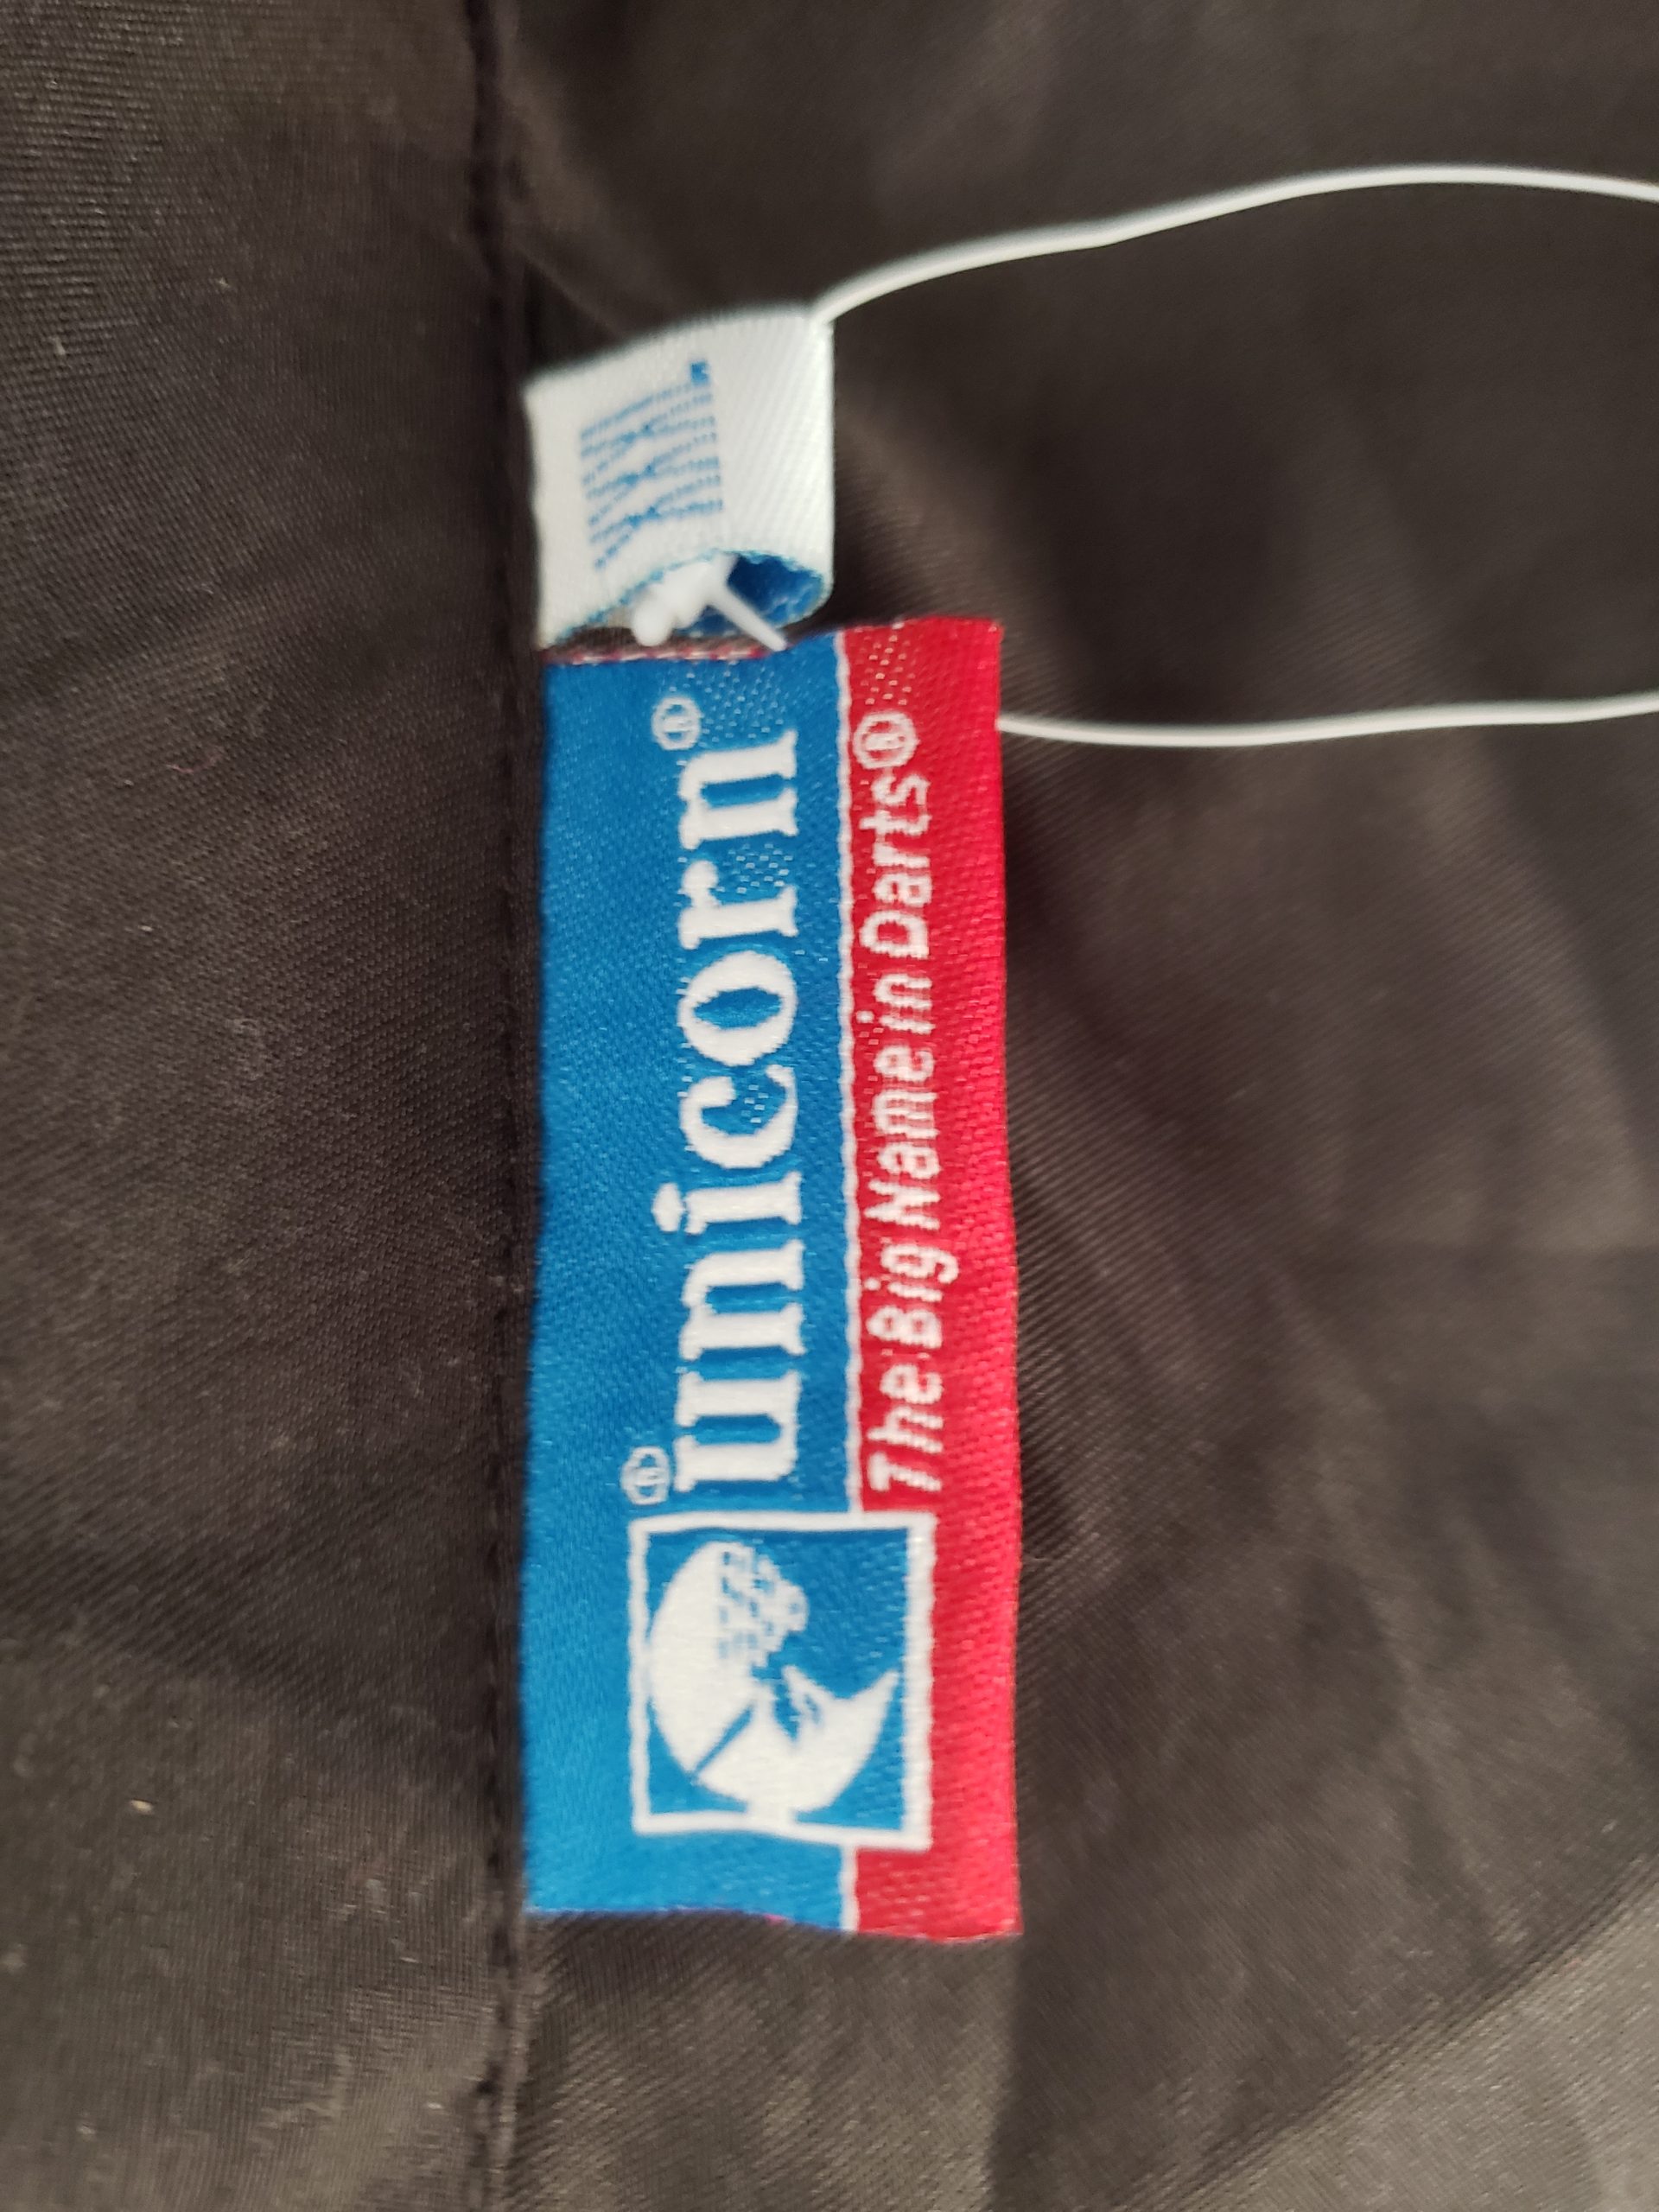 unicorn®
The Big Name in Darts®